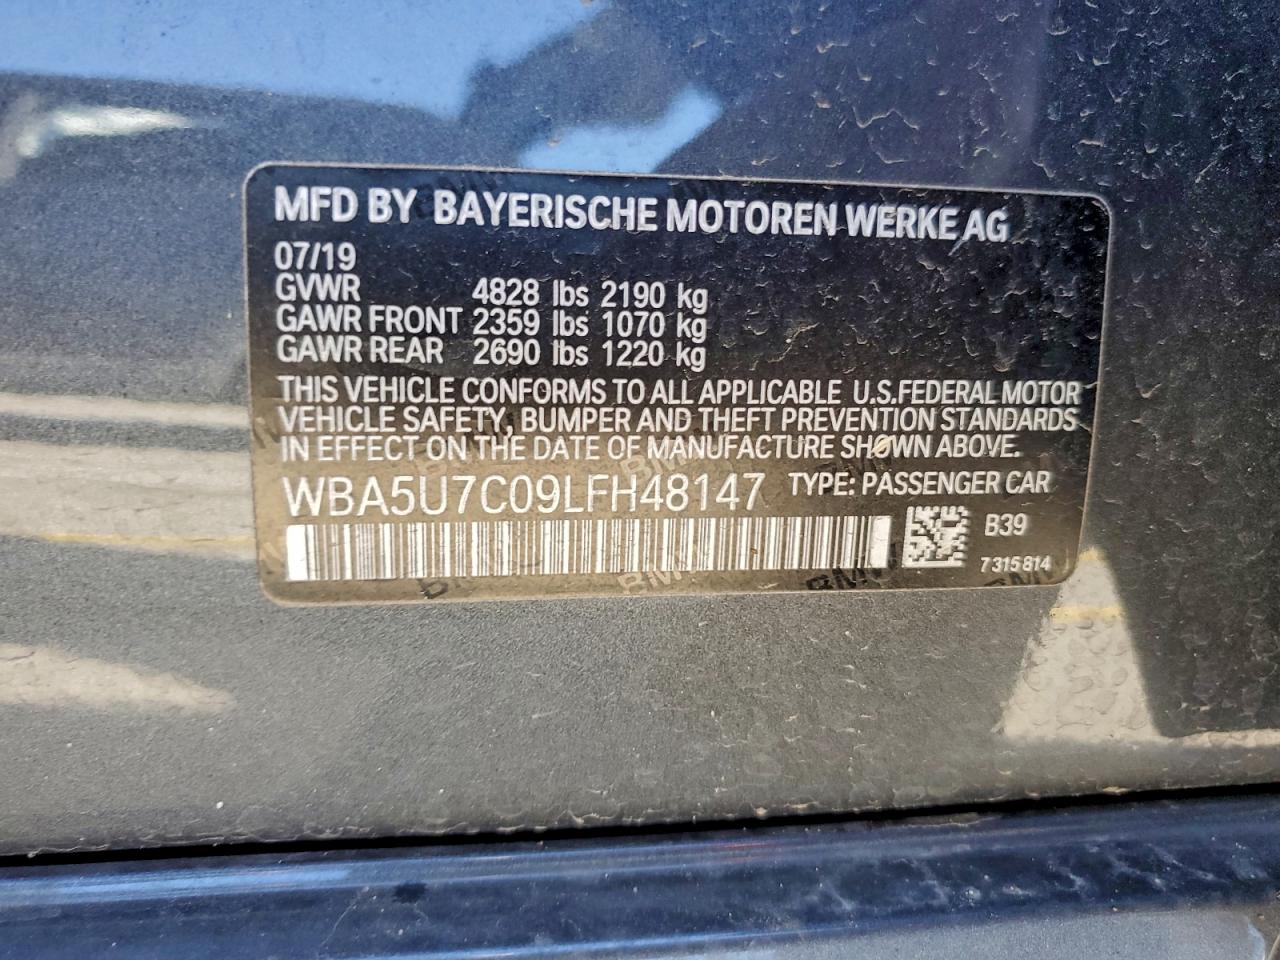 MFD BY BAYERISCHE MOTOREN WERKE AG
07/19
GVWR 4828 lbs 2190 kg
GAWR FRONT 2359 lbs 1070 kg
GAWR REAR 2690 lbs 1220 kg
THIS VEHICLE CONFORMS TO ALL APPLICABLE U.S.FEDERAL MOTOR
VEHICLE SAFETY, BUMPER AND THEFT PREVENTION STANDARDS
IN EFFECT ON THE DATE OF MANUFACTURE SHOWN ABOVE.
WBA5U7C09LFH48147 TYPE: PASSENGER CAR
B39
7315814